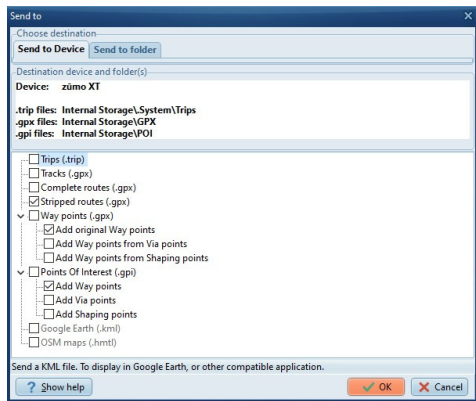 Send to
Choose destination
Send to Device Send to folder
Destination device and folder(s)
Device: zūmo XT
.trip files: Internal Storage\.System\Trips
.gpx files: Internal Storage\GPX
.gpi files: Internal Storage\POI
Trips (.trip)
Tracks (.gpx)
Complete routes (.gpx)
Stripped routes (.gpx)
Way points (.gpx)
Add original Way points
Add Way points from Via points
Add Way points from Shaping points
Points Of Interest (.gpi)
Add Way points
Add Via points
Add Shaping points
Google Earth (.kml)
OSM maps (.hmtl)
Send a KML file. To display in Google Earth, or other compatible application.
? Show help OK Cancel